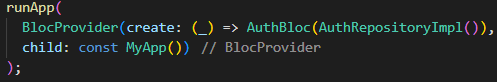 runApp(
  BlocProvider(create: (_) => AuthBloc(AuthRepositoryImpl()),
  child: const MyApp()) // BlocProvider
);